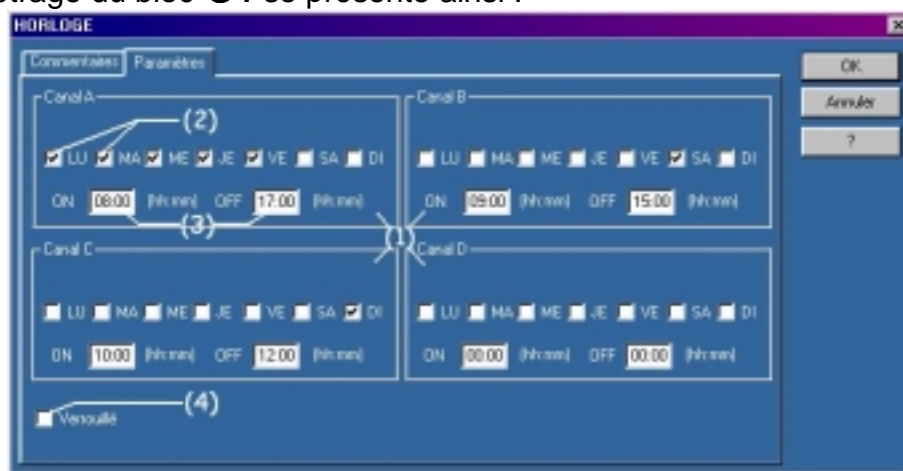 HORLOGE
Commentaires Paramètres
OK
Annuler
?
Canal A
(2)
LU MA ME JE VE SA DI
ON 08:00 (hh:mm) OFF 17:00 (hh:mm)
(3)
Canal B
LU MA ME JE VE SA DI
ON 09:00 (hh:mm) OFF 15:00 (hh:mm)
(1)
Canal C
LU MA ME JE VE SA DI
ON 10:00 (hh:mm) OFF 12:00 (hh:mm)
Canal D
LU MA ME JE VE SA DI
ON 00:00 (hh:mm) OFF 00:00 (hh:mm)
(4)
Verrouillé